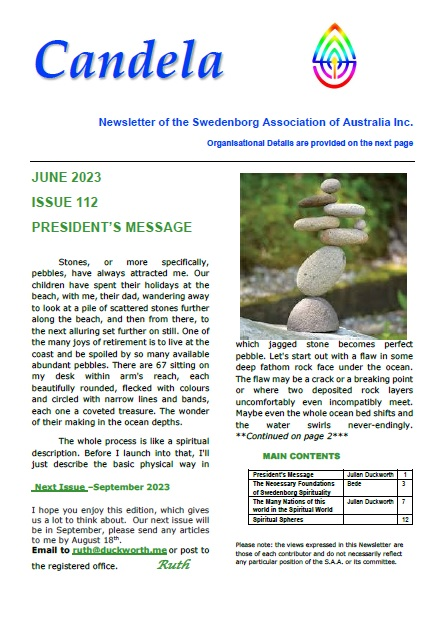 Candela
Newsletter of the Swedenborg Association of Australia Inc.
Organisational Details are provided on the next page
JUNE 2023
ISSUE 112
PRESIDENT'S MESSAGE
Stones, or more specifically,
pebbles, have always attracted me. Our
children have spent their holidays at the
beach, with me, their dad, wandering away
to look at a pile of scattered stones further
along the beach, and then from there, to
the next alluring set further on still. One of
the many joys of retirement is to live at the
coast and be spoiled by so many available
abundant pebbles. There are 67 sitting on
my desk within arm's reach, each
beautifully rounded, flecked with colours
and circled with narrow lines and bands,
each one a coveted treasure. The wonder
of their making in the ocean depths.
The whole process is like a spiritual
description. Before I launch into that, I'll
just describe the basic physical way in
which jagged stone becomes perfect
pebble. Let's start out with a flaw in some
deep fathom rock face under the ocean.
The flaw may be a crack or a breaking point
or where two deposited rock layers
uncomfortably even incompatibly meet.
Maybe even the whole ocean bed shifts and
the water swirls never-endingly.
**Continued on page 2***
Next Issue –September 2023
I hope you enjoy this edition, which gives
us a lot to think about. Our next issue will
be in September, please send any articles
to me by August 18th.
Email to ruth@duckworth.me or post to
the registered office. Ruth
MAIN CONTENTS
President's Message Julian Duckworth 1
The Necessary Foundations Bede 3
of Swedenborg Spirituality
The Many Nations of this Julian Duckworth 7
world in the Spiritual World
Spiritual Spheres 12
Please note: the views expressed in this Newsletter are
those of each contributor and do not necessarily reflect
any particular position of the S.A.A. or its committee.